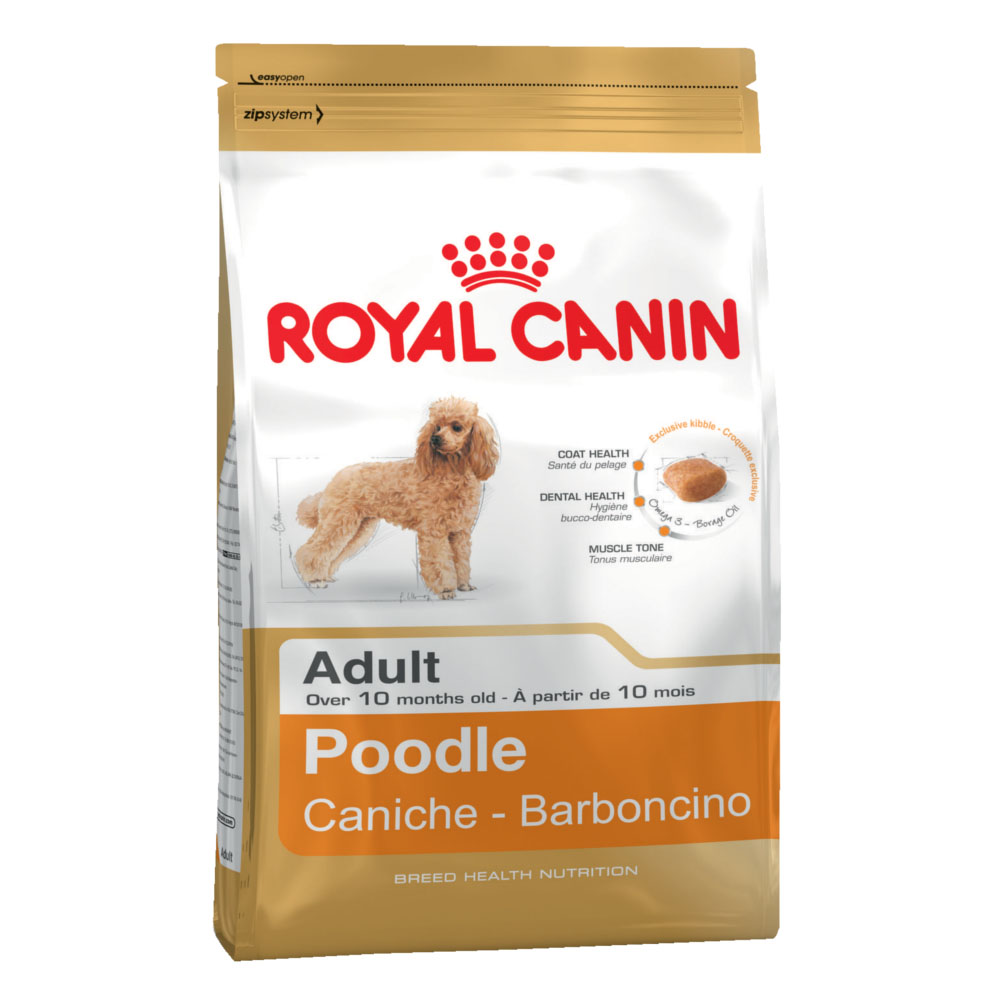 easyopen
zipsystem
ROYAL CANIN
Exclusive kibble - Croquette exclusive
COAT HEALTH
Santé du pelage
DENTAL HEALTH
Hygiène
bucco-dentaire
Omega 3 - Borage Oil
MUSCLE TONE
Tonus musculaire
Adult
Over 10 months old - À partir de 10 mois
Poodle
Caniche - Barboncino
BREED HEALTH NUTRITION
Adult